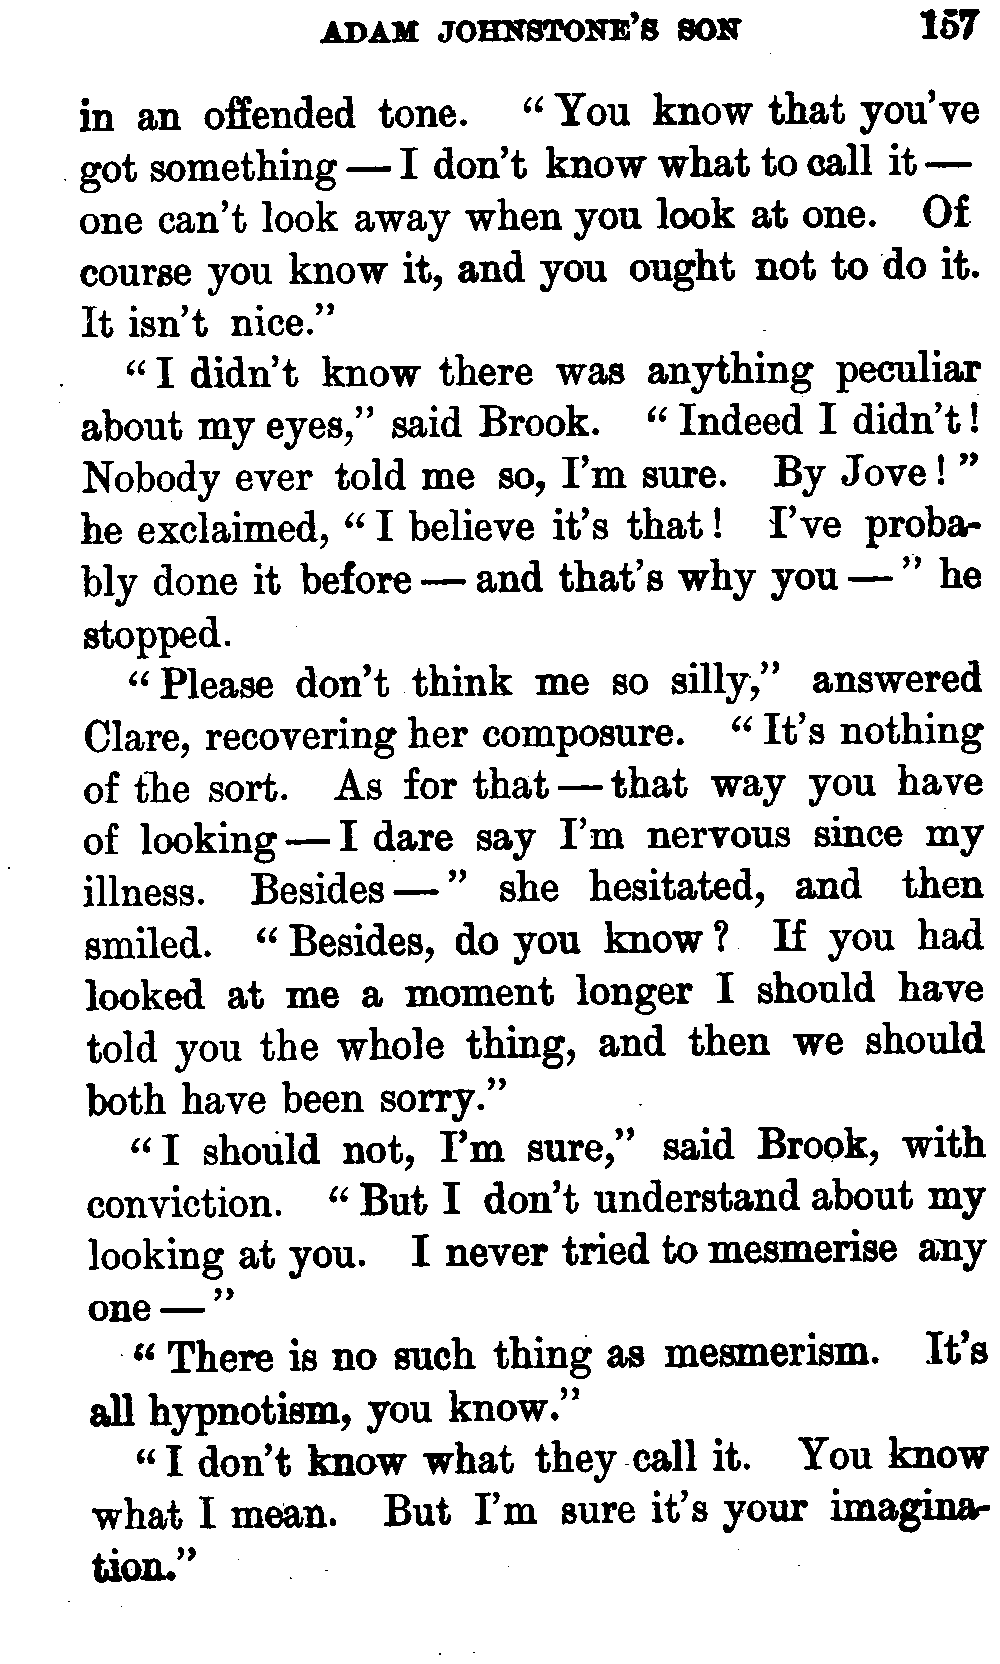 ADAM JOHNSTONE'S SON 157
in an offended tone. "You know that you've
got something — I don't know what to call it —
one can't look away when you look at one. Of
course you know it, and you ought not to do it.
It isn't nice."
"I didn't know there was anything peculiar
about my eyes," said Brook. "Indeed I didn't!
Nobody ever told me so, I'm sure. By Jove!"
he exclaimed, "I believe it's that! I've proba-
bly done it before — and that's why you —" he
stopped.
"Please don't think me so silly," answered
Clare, recovering her composure. "It's nothing
of the sort. As for that — that way you have
of looking — I dare say I'm nervous since my
illness. Besides —" she hesitated, and then
smiled. "Besides, do you know? If you had
looked at me a moment longer I should have
told you the whole thing, and then we should
both have been sorry."
"I should not, I'm sure," said Brook, with
conviction. "But I don't understand about my
looking at you. I never tried to mesmerise any
one —"
"There is no such thing as mesmerism. It's
all hypnotism, you know."
"I don't know what they call it. You know
what I mean. But I'm sure it's your imagina-
tion."